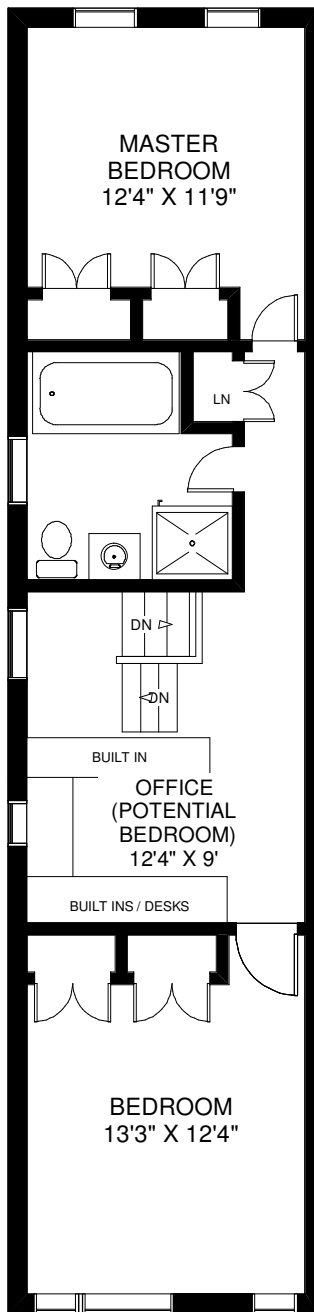 MASTER
BEDROOM
12'4" X 11'9"
LN
DN
DN
BUILT IN
OFFICE
(POTENTIAL
BEDROOM)
12'4" X 9'
BUILT INS / DESKS
BEDROOM
13'3" X 12'4"